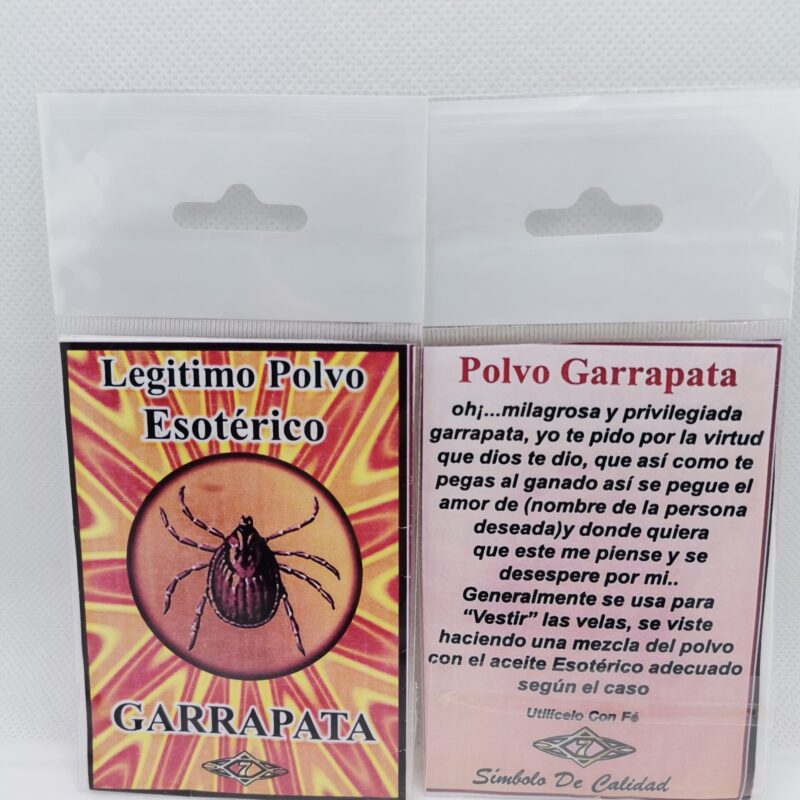 Legitimo Polvo
Esotérico
GARRAPATA
7
Polvo Garrapata
oh¡...milagrosa y privilegiada
garrapata, yo te pido por la virtud
que dios te dio, que así como te
pegas al ganado así se pegue el
amor de (nombre de la persona
deseada)y donde quiera
que este me piense y se
desespere por mi..
Generalmente se usa para
“Vestir” las velas, se viste
haciendo una mezcla del polvo
con el aceite Esotérico adecuado
según el caso
Utilícelo Con Fé
7
Símbolo De Calidad